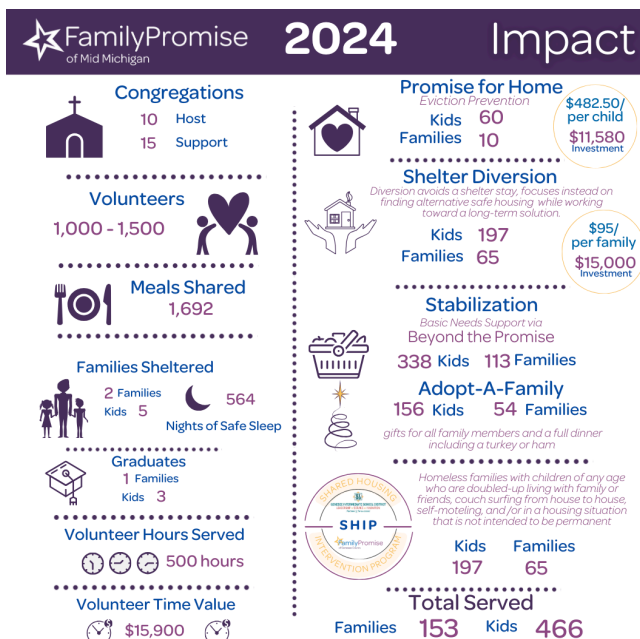 FamilyPromise
of Mid Michigan
2024
Impact
Congregations
10 Host
15 Support
Volunteers
1,000 - 1,500
Meals Shared
1,692
Families Sheltered
2 Families
Kids 5
564
Nights of Safe Sleep
Graduates
1 Families
Kids 3
Volunteer Hours Served
500 hours
Volunteer Time Value
$15,900
Promise for Home
Eviction Prevention
Kids 60
Families 10
$482.50/
per child
$11,580
Investment
Shelter Diversion
Diversion avoids a shelter stay, focuses instead on
finding alternative safe housing while working
toward a long-term solution.
Kids 197
Families 65
$95/
per family
$15,000
Investment
Stabilization
Basic Needs Support via
Beyond the Promise
338 Kids 113 Families
Adopt-A-Family
156 Kids 54 Families
gifts for all family members and a full dinner
including a turkey or ham
SHARED HOUSING
SHIP
FamilyPromise
INTERVENTION PROGRAM
Homeless families with children of any age
who are doubled-up living with family or
friends, couch surfing from house to house,
self-moteling, and/or in a housing situation
that is not intended to be permanent
Kids Families
197 65
Total Served
Families 153 Kids 466